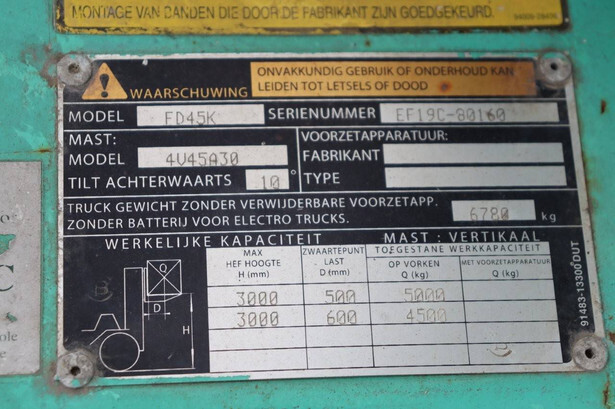 MONTAGE VAN BANDEN DIE DOOR DE FABRIKANT ZIJN GOEDGEKEURD.
WAARSCHUWING
ONVAKKUNDIG GEBRUIK OF ONDERHOUD KAN
LEIDEN TOT LETSELS OF DOOD
MODEL FD45K SERIENUMMER EF19C-80160
MAST: VOORZETAPPARATUUR:
MODEL 4V45A30 FABRIKANT
TILT ACHTERWAARTS 10° TYPE
TRUCK GEWICHT ZONDER VERWIJDERBARE VOORZETAPP.
ZONDER BATTERIJ VOOR ELECTRO TRUCKS. 6780 kg
WERKELIJKE KAPACITEIT MAST : VERTIKAAL
MAX ZWAARTEPUNT TOEGESTANE WERKKAPACITEIT
HEF HOOGTE LAST OP VORKEN MET VOORZETAPPARATUUR
H (mm) D (mm) Q (kg) Q (kg)
3000 500 5000
3000 600 4500
Q
D
H
B
B
91483-13300 DUT
C